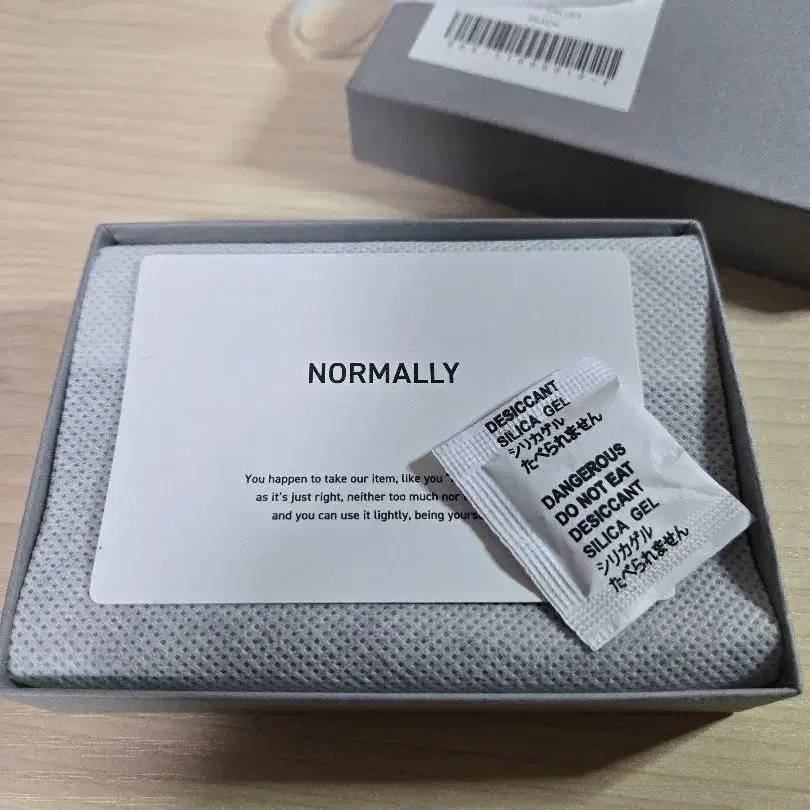 NORMALLY
You happen to take our item, like you
as it's just right, neither too much nor
and you can use it lightly, being yours
DESICCANT
SILICA GEL
シリカゲル
たべられません
DANGEROUS
DO NOT EAT
DESICCANT
SILICA GEL
シリカゲル
たべられません